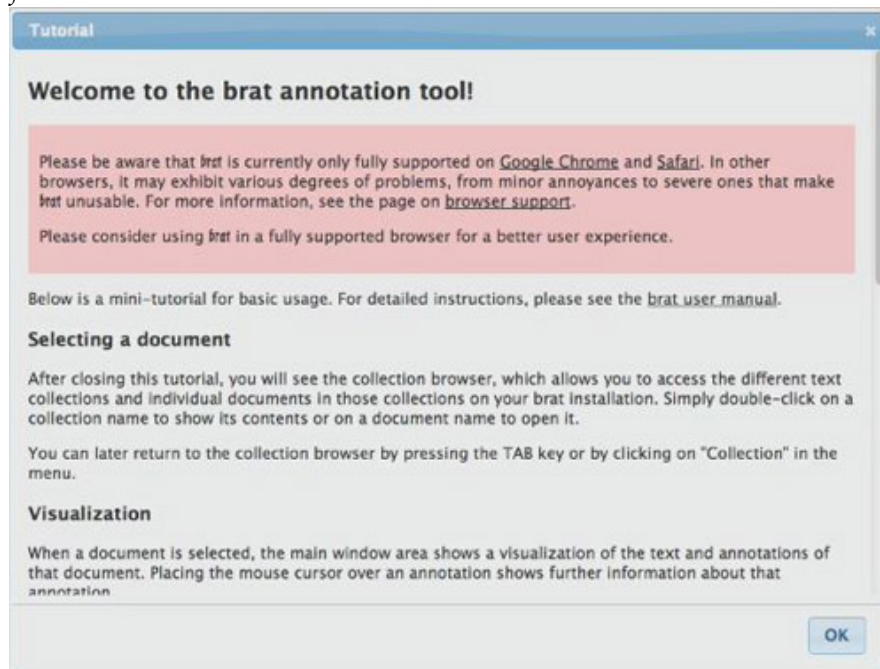 y
Tutorial
Welcome to the brat annotation tool!
Please be aware that brat is currently only fully supported on Google Chrome and Safari. In other
browsers, it may exhibit various degrees of problems, from minor annoyances to severe ones that make
brat unusable. For more information, see the page on browser support.
Please consider using brat in a fully supported browser for a better user experience.
Below is a mini-tutorial for basic usage. For detailed instructions, please see the brat user manual.
Selecting a document
After closing this tutorial, you will see the collection browser, which allows you to access the different text
collections and individual documents in those collections on your brat installation. Simply double-click on a
collection name to show its contents or on a document name to open it.
You can later return to the collection browser by pressing the TAB key or by clicking on "Collection" in the
menu.
Visualization
When a document is selected, the main window area shows a visualization of the text and annotations of
that document. Placing the mouse cursor over an annotation shows further information about that
annotation.
OK